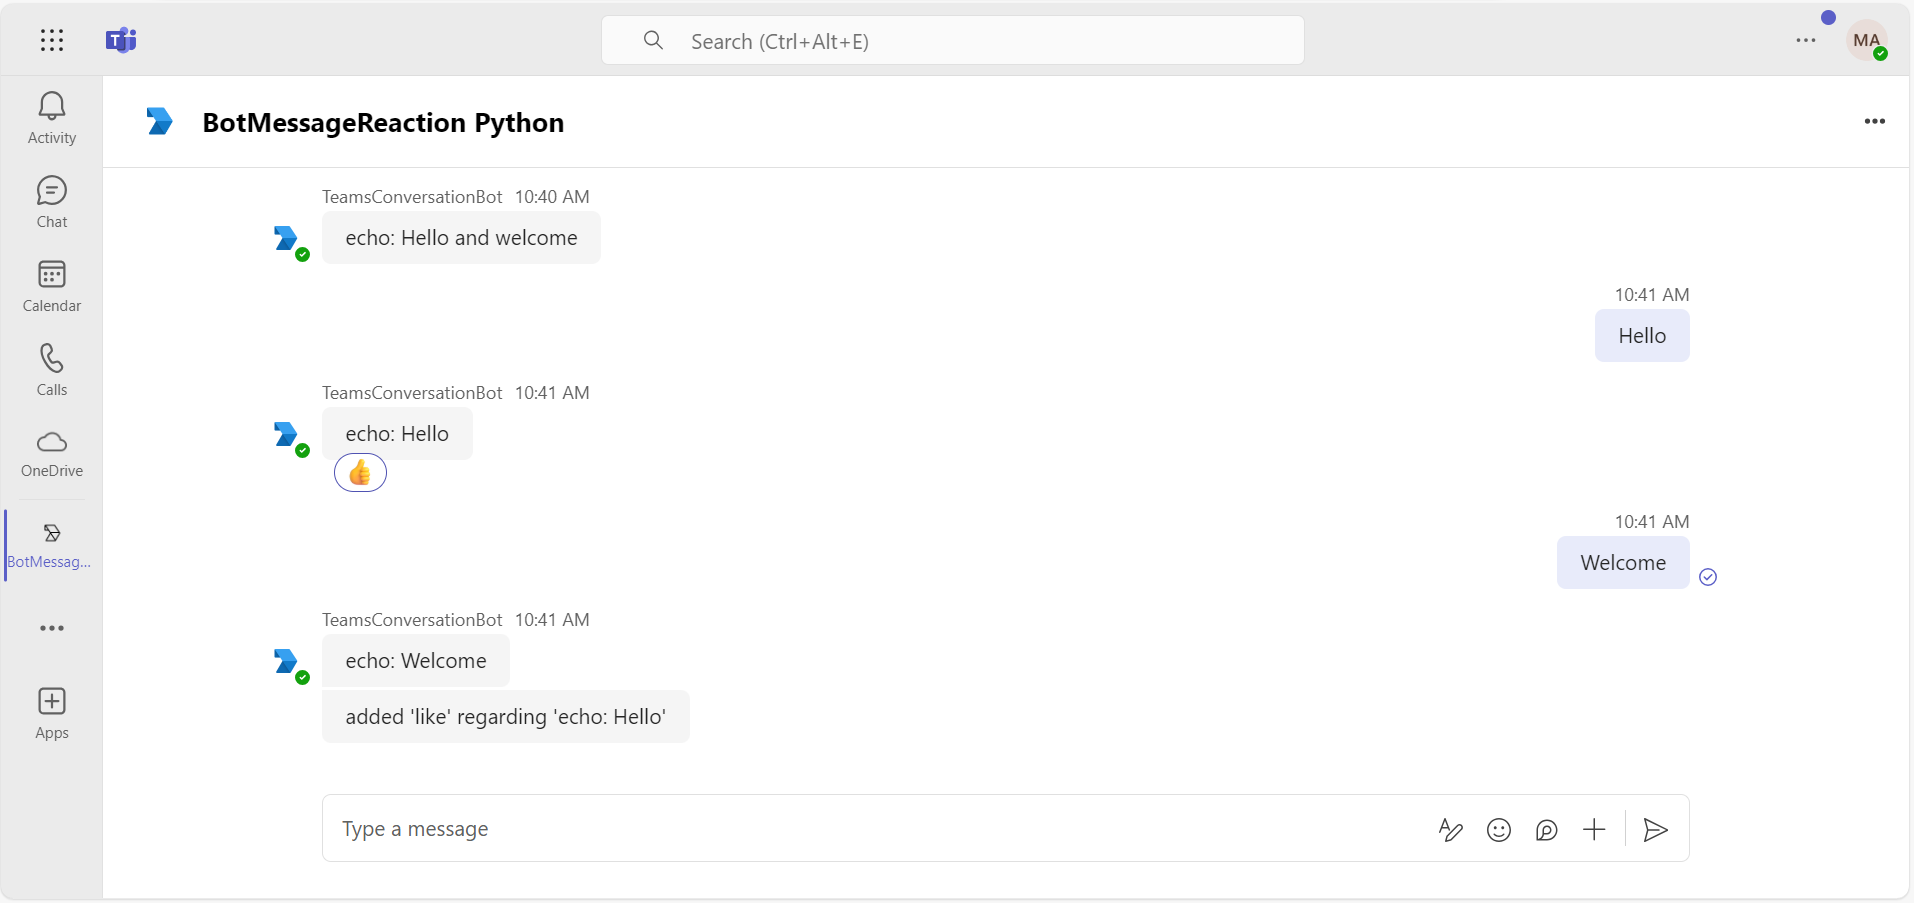 Search (Ctrl+Alt+E)
MA
Activity
Chat
Calendar
Calls
OneDrive
BotMessag...
Apps
BotMessageReaction Python
TeamsConversationBot 10:40 AM
echo: Hello and welcome
10:41 AM
Hello
TeamsConversationBot 10:41 AM
echo: Hello
10:41 AM
Welcome
TeamsConversationBot 10:41 AM
echo: Welcome
added 'like' regarding 'echo: Hello'
Type a message